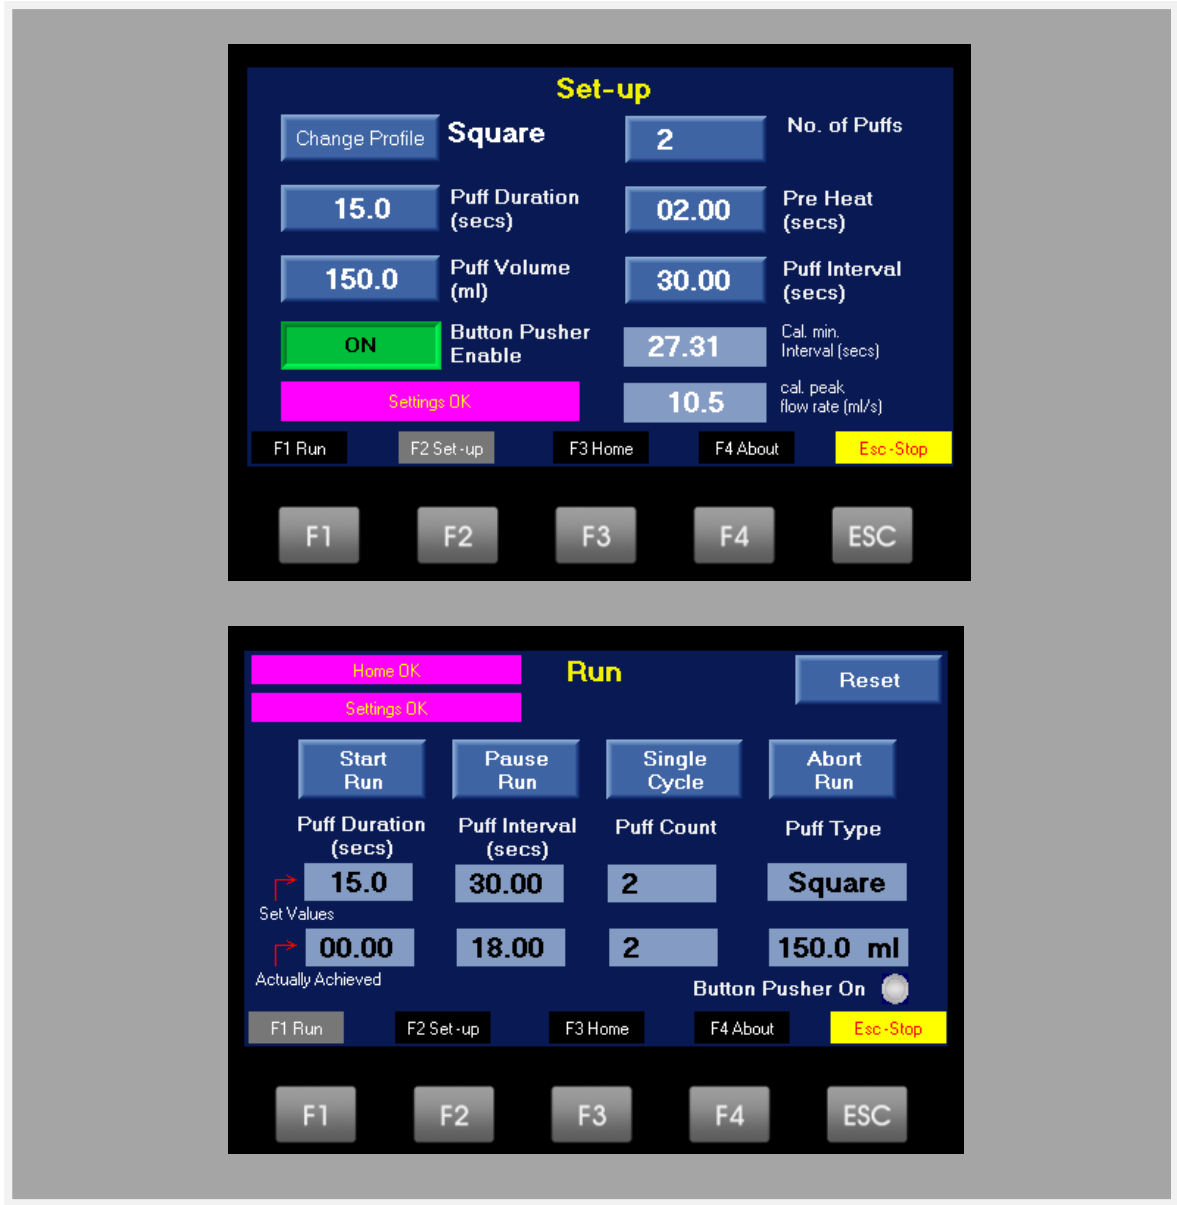 Set-up
Change Profile Square 2 No. of Puffs
15.0 Puff Duration (secs) 02.00 Pre Heat (secs)
150.0 Puff Volume (ml) 30.00 Puff Interval (secs)
ON Button Pusher Enable 27.31 Cal. min. Interval (secs)
Settings OK 10.5 cal. peak flow rate (ml/s)
F1 Run F2 Set-up F3 Home F4 About Esc-Stop
F1 F2 F3 F4 ESC
Home OK Run Reset
Settings OK
Start Run Pause Run Single Cycle Abort Run
Puff Duration (secs) Puff Interval (secs) Puff Count Puff Type
15.0 30.00 2 Square
Set Values
00.00 18.00 2 150.0 ml
Actually Achieved
Button Pusher On
F1 Run F2 Set-up F3 Home F4 About Esc-Stop
F1 F2 F3 F4 ESC